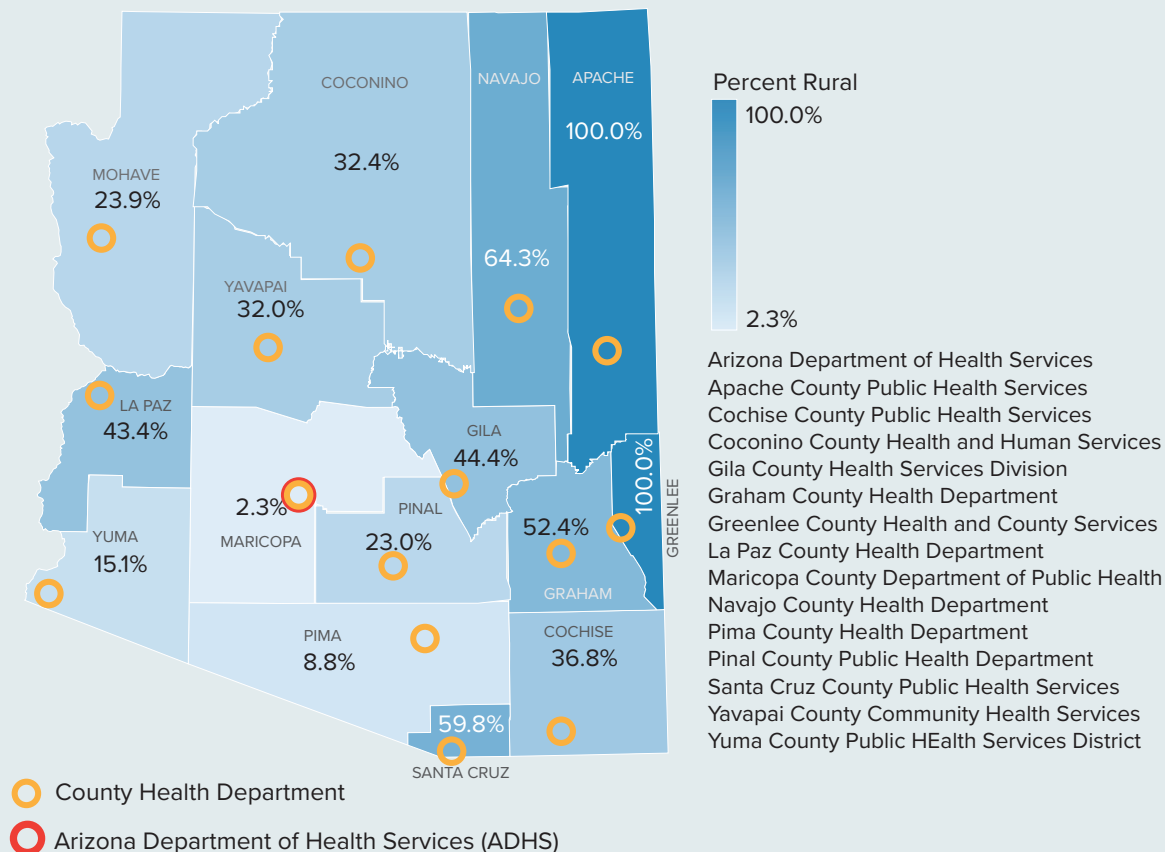 COCONINO
32.4%
NAVAJO
64.3%
APACHE
100.0%
MOHAVE
23.9%
YAVAPAI
32.0%
LA PAZ
43.4%
GILA
44.4%
2.3%
MARICOPA
PINAL
23.0%
YUMA
15.1%
52.4%
GRAHAM
100.0%
GREENLEE
PIMA
8.8%
COCHISE
36.8%
59.8%
SANTA CRUZ
Percent Rural
100.0%
2.3%
Arizona Department of Health Services
Apache County Public Health Services
Cochise County Public Health Services
Coconino County Health and Human Services
Gila County Health Services Division
Graham County Health Department
Greenlee County Health and County Services
La Paz County Health Department
Maricopa County Department of Public Health
Navajo County Health Department
Pima County Health Department
Pinal County Public Health Department
Santa Cruz County Public Health Services
Yavapai County Community Health Services
Yuma County Public HEalth Services District
County Health Department
Arizona Department of Health Services (ADHS)